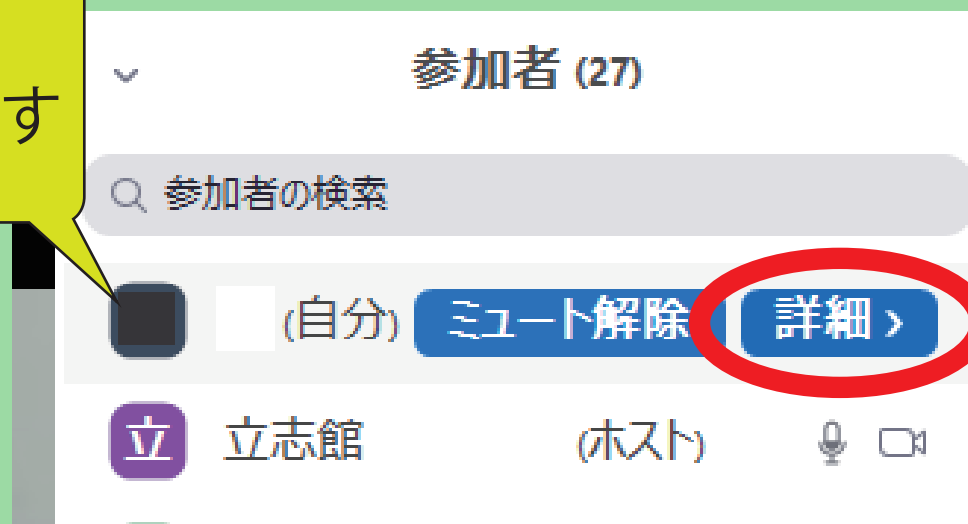 す
参加者 (27)
参加者の検索
(自分) ミュート解除 詳細 ›
立 立志館 (ホスト)